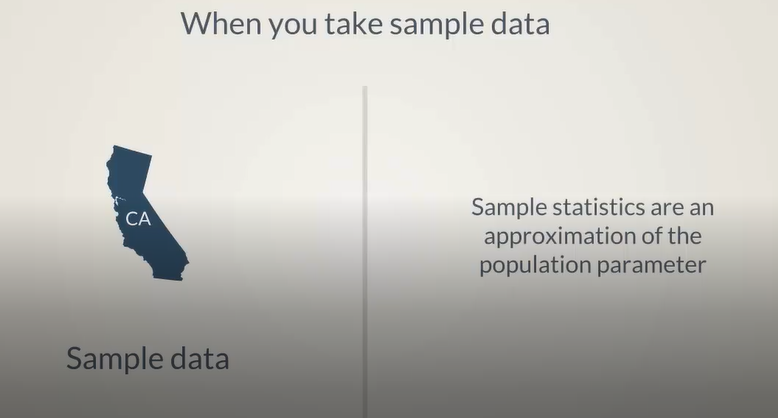 When you take sample data
CA
Sample data
Sample statistics are an
approximation of the
population parameter